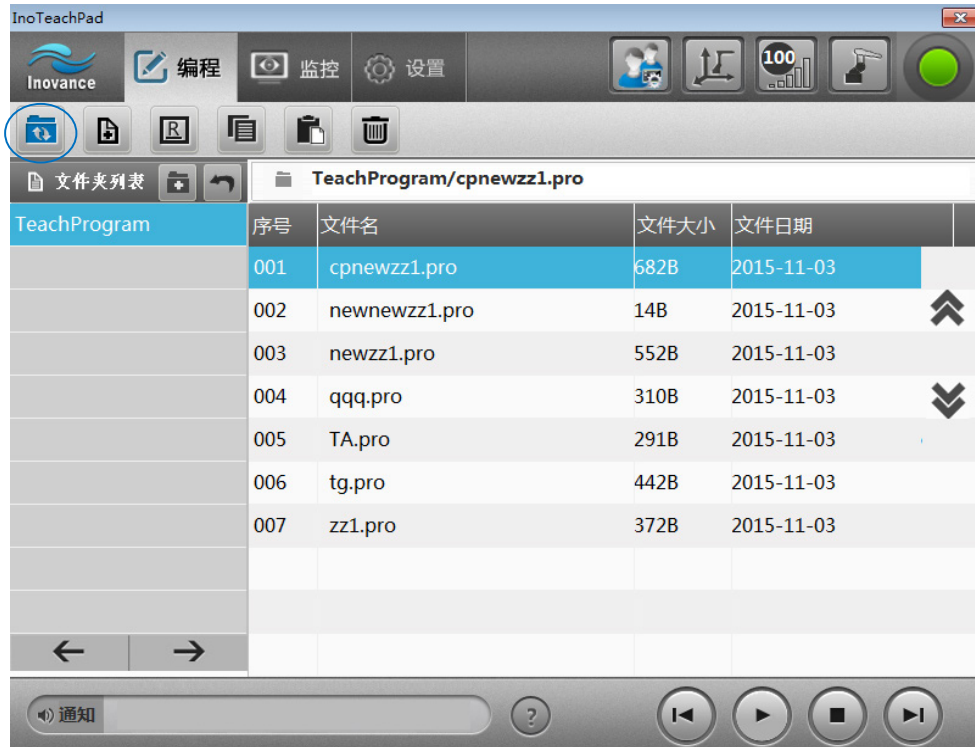 InoTeachPad
Inovance
编程
监控
设置
100
R
文件夹列表
TeachProgram/cpnewzz1.pro
TeachProgram
序号 文件名 文件大小 文件日期
001 cpnewzz1.pro 682B 2015-11-03
002 newnewzz1.pro 14B 2015-11-03
003 newzz1.pro 552B 2015-11-03
004 qqq.pro 310B 2015-11-03
005 TA.pro 291B 2015-11-03
006 tg.pro 442B 2015-11-03
007 zz1.pro 372B 2015-11-03
通知
?